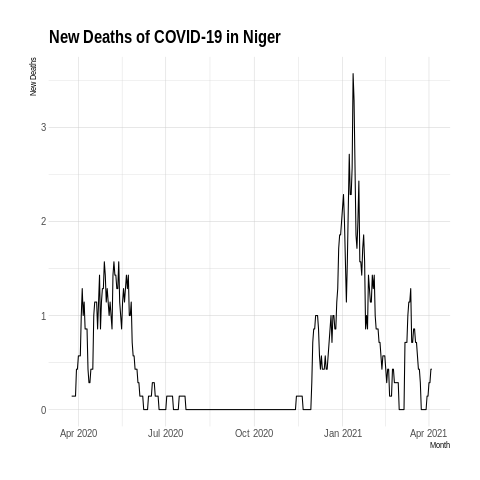 New Deaths of COVID-19 in Niger
New Deaths
3
2
1
0
Apr 2020 Jul 2020 Oct 2020 Jan 2021 Apr 2021
Month